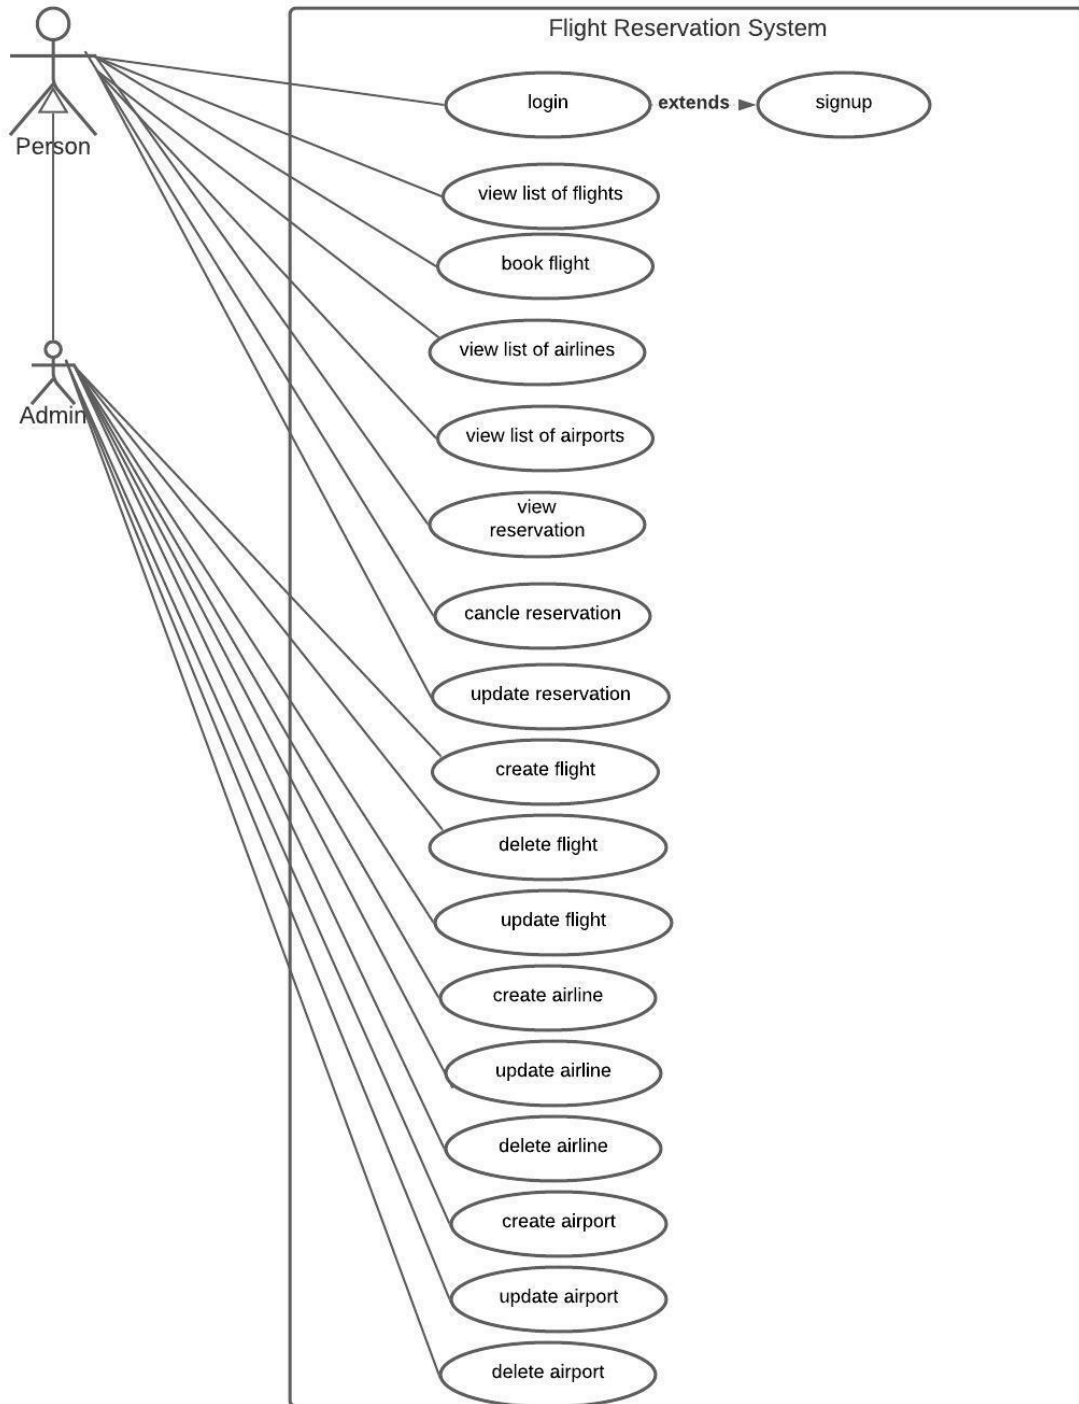 Flight Reservation System
Person
login
extends
signup
view list of flights
book flight
view list of airlines
Admin
view list of airports
view
reservation
cancle reservation
update reservation
create flight
delete flight
update flight
create airline
update airline
delete airline
create airport
update airport
delete airport